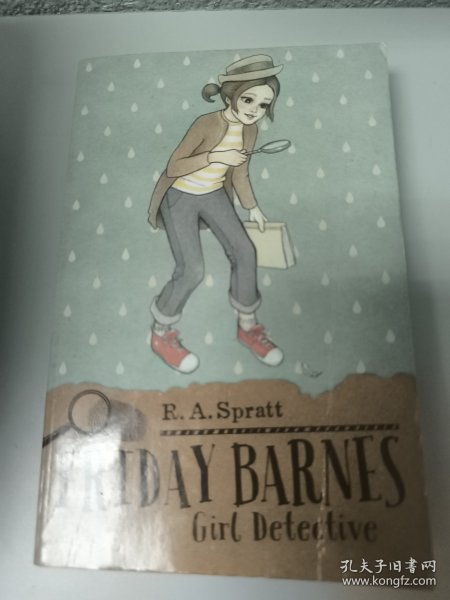 R. A. Spratt
FRIDAY BARNES
Girl Detective
孔夫子旧书网
www.kongfz.com